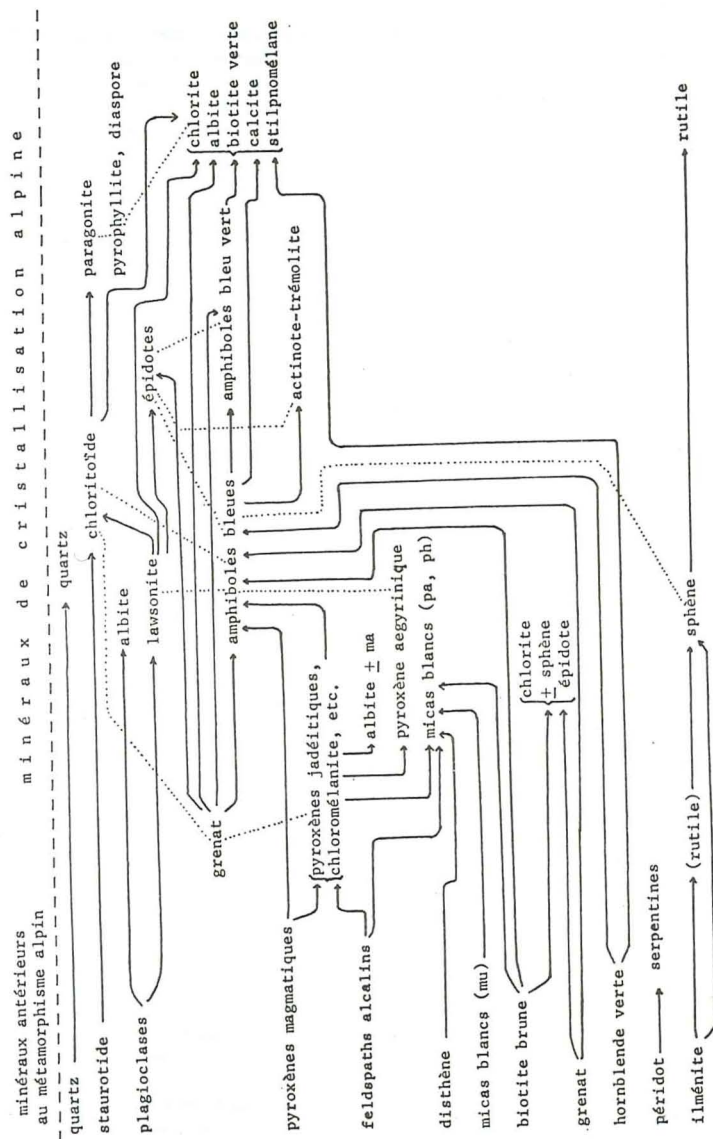 minéraux antérieurs
au métamorphisme alpin
minéraux de cristallisation alpine
quartz
quartz
staurotide
chloritoïde
paragonite
pyrophyllite, diaspore
albite
plagioclases
lawsonite
épidotes
chlorite
albite
biotite verte
calcite
stilpnomélane
grenat
amphiboles bleues
amphiboles bleu vert
actinote-trémolite
pyroxènes magmatiques
pyroxènes jadéitiques,
chloromélanite, etc.
albite ± ma
pyroxène aegyrinique
micas blancs (pa, ph)
feldspaths alcalins
disthène
micas blancs (mu)
biotite brune
chlorite
± sphène
épidote
grenat
hornblende verte
péridot
serpentines
ilménite
(rutile)
sphène
rutile